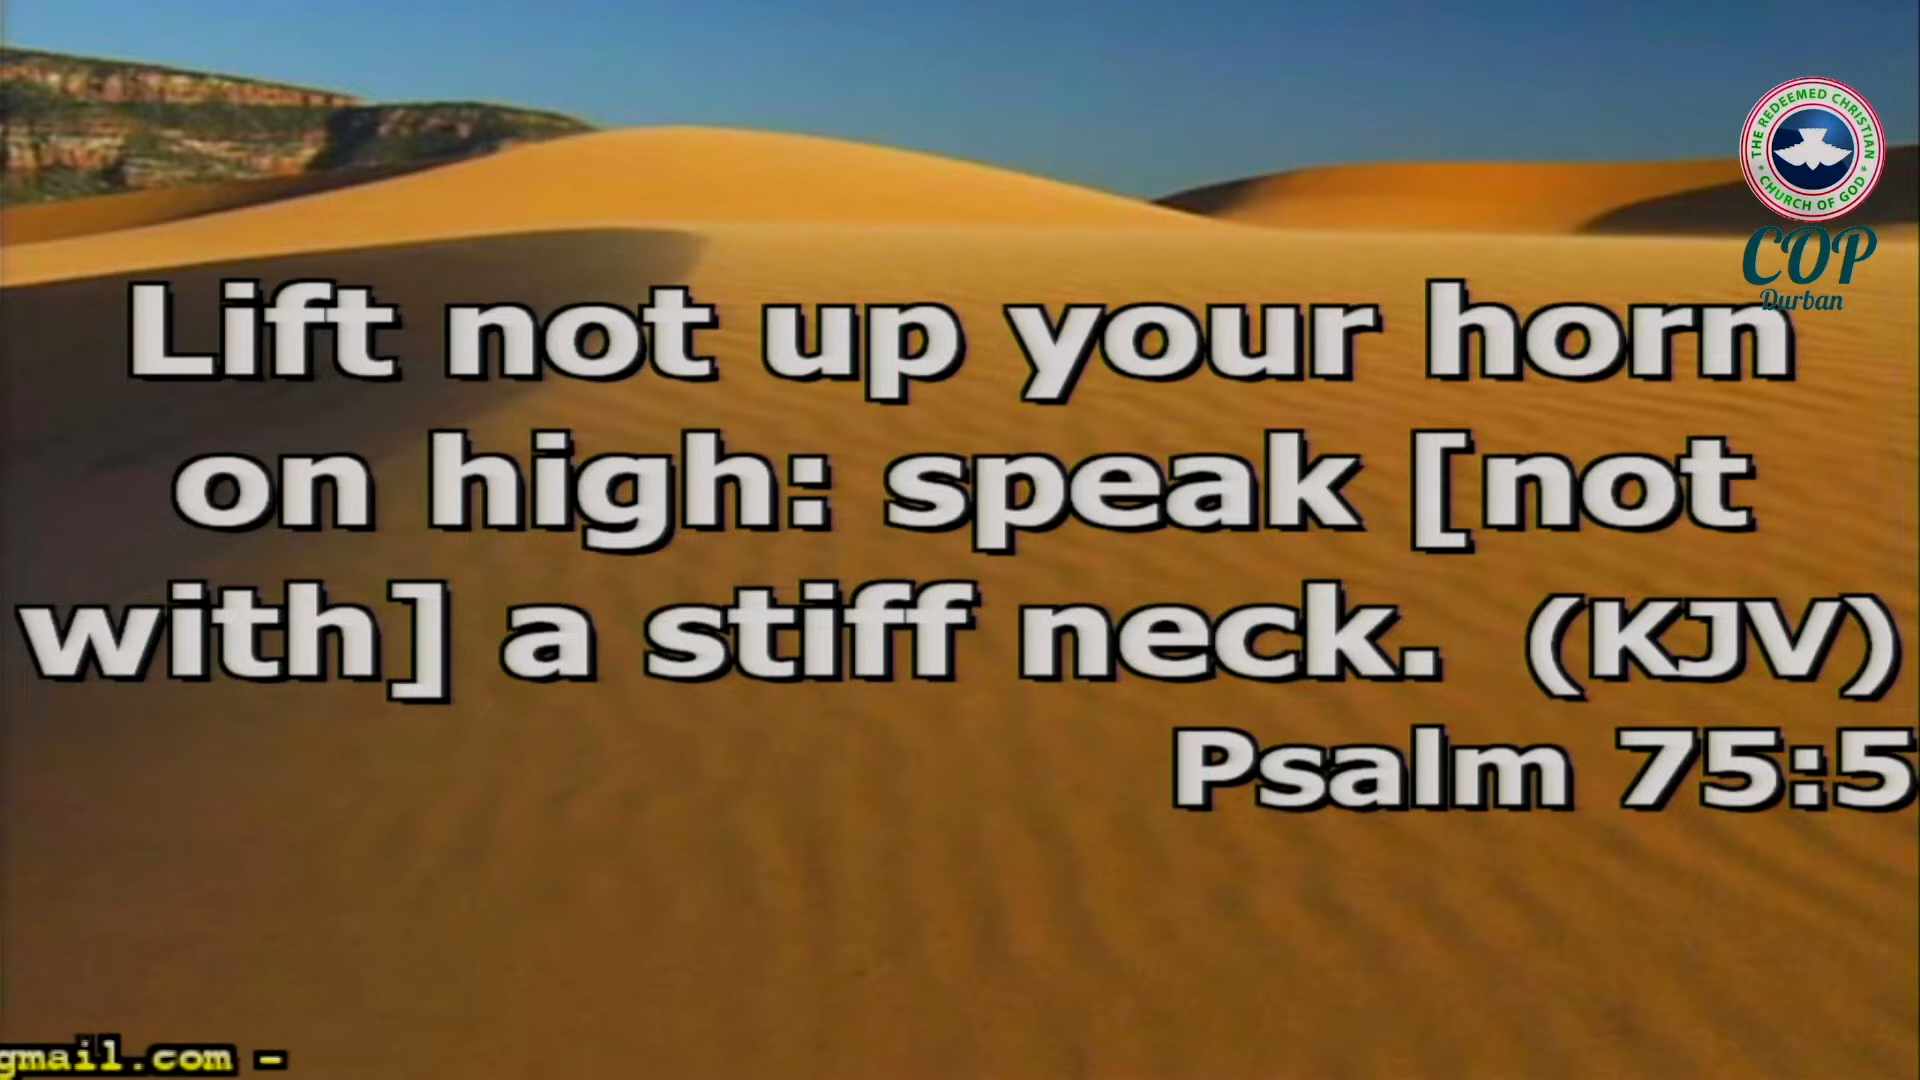 THE REDEEMED CHRISTIAN
CHURCH OF GOD
COP
Durban
Lift not up your horn
on high: speak [not
with] a stiff neck. (KJV)
Psalm 75:5
gmail.com -